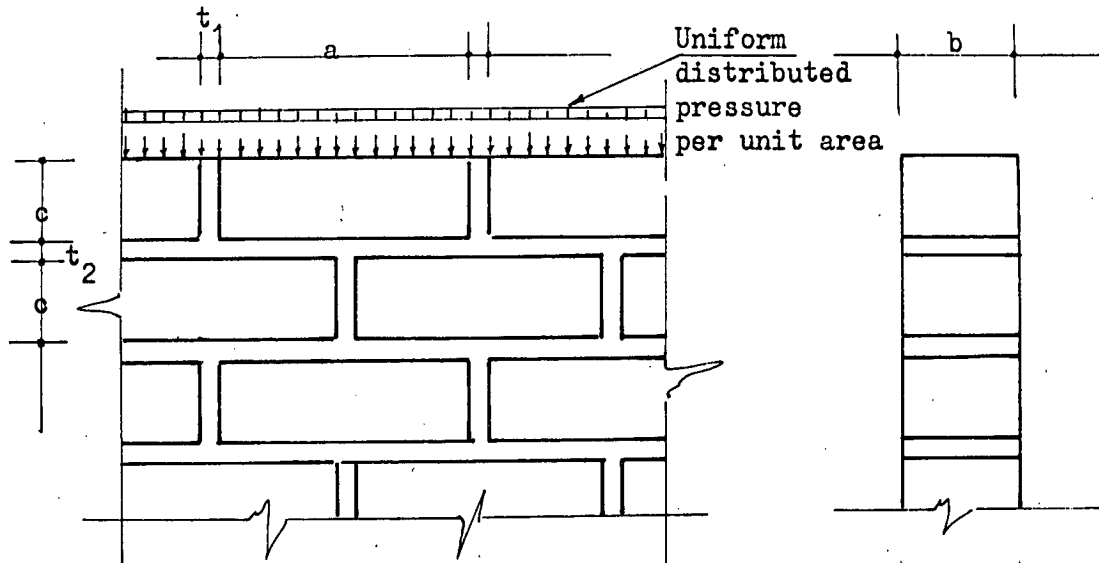 t1
a
Uniform
distributed
pressure
per unit area
b
c
t2
c